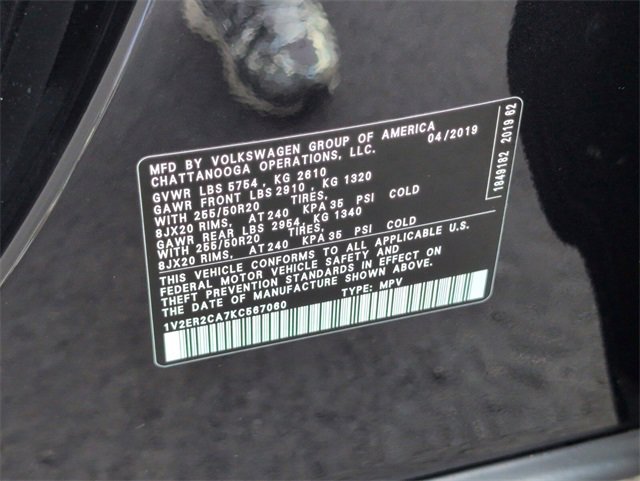 MFD BY VOLKSWAGEN GROUP OF AMERICA 04/2019
CHATTANOOGA OPERATIONS, LLC.
GVWR LBS 5754 , KG 2610
GAWR FRONT LBS 2910 , KG 1320
WITH 255/50R20 TIRES,
8JX20 RIMS, AT 240 KPA 35 PSI COLD
GAWR REAR LBS 2954, KG 1340
WITH 255/50R20 TIRES,
8JX20 RIMS, AT 240 KPA 35 PSI COLD
THIS VEHICLE CONFORMS TO ALL APPLICABLE U.S.
FEDERAL MOTOR VEHICLE SAFETY AND
THEFT PREVENTION STANDARDS IN EFFECT ON
THE DATE OF MANUFACTURE SHOWN ABOVE.
1V2ER2CA7KC567060 TYPE: MPV
1849182 2019 62